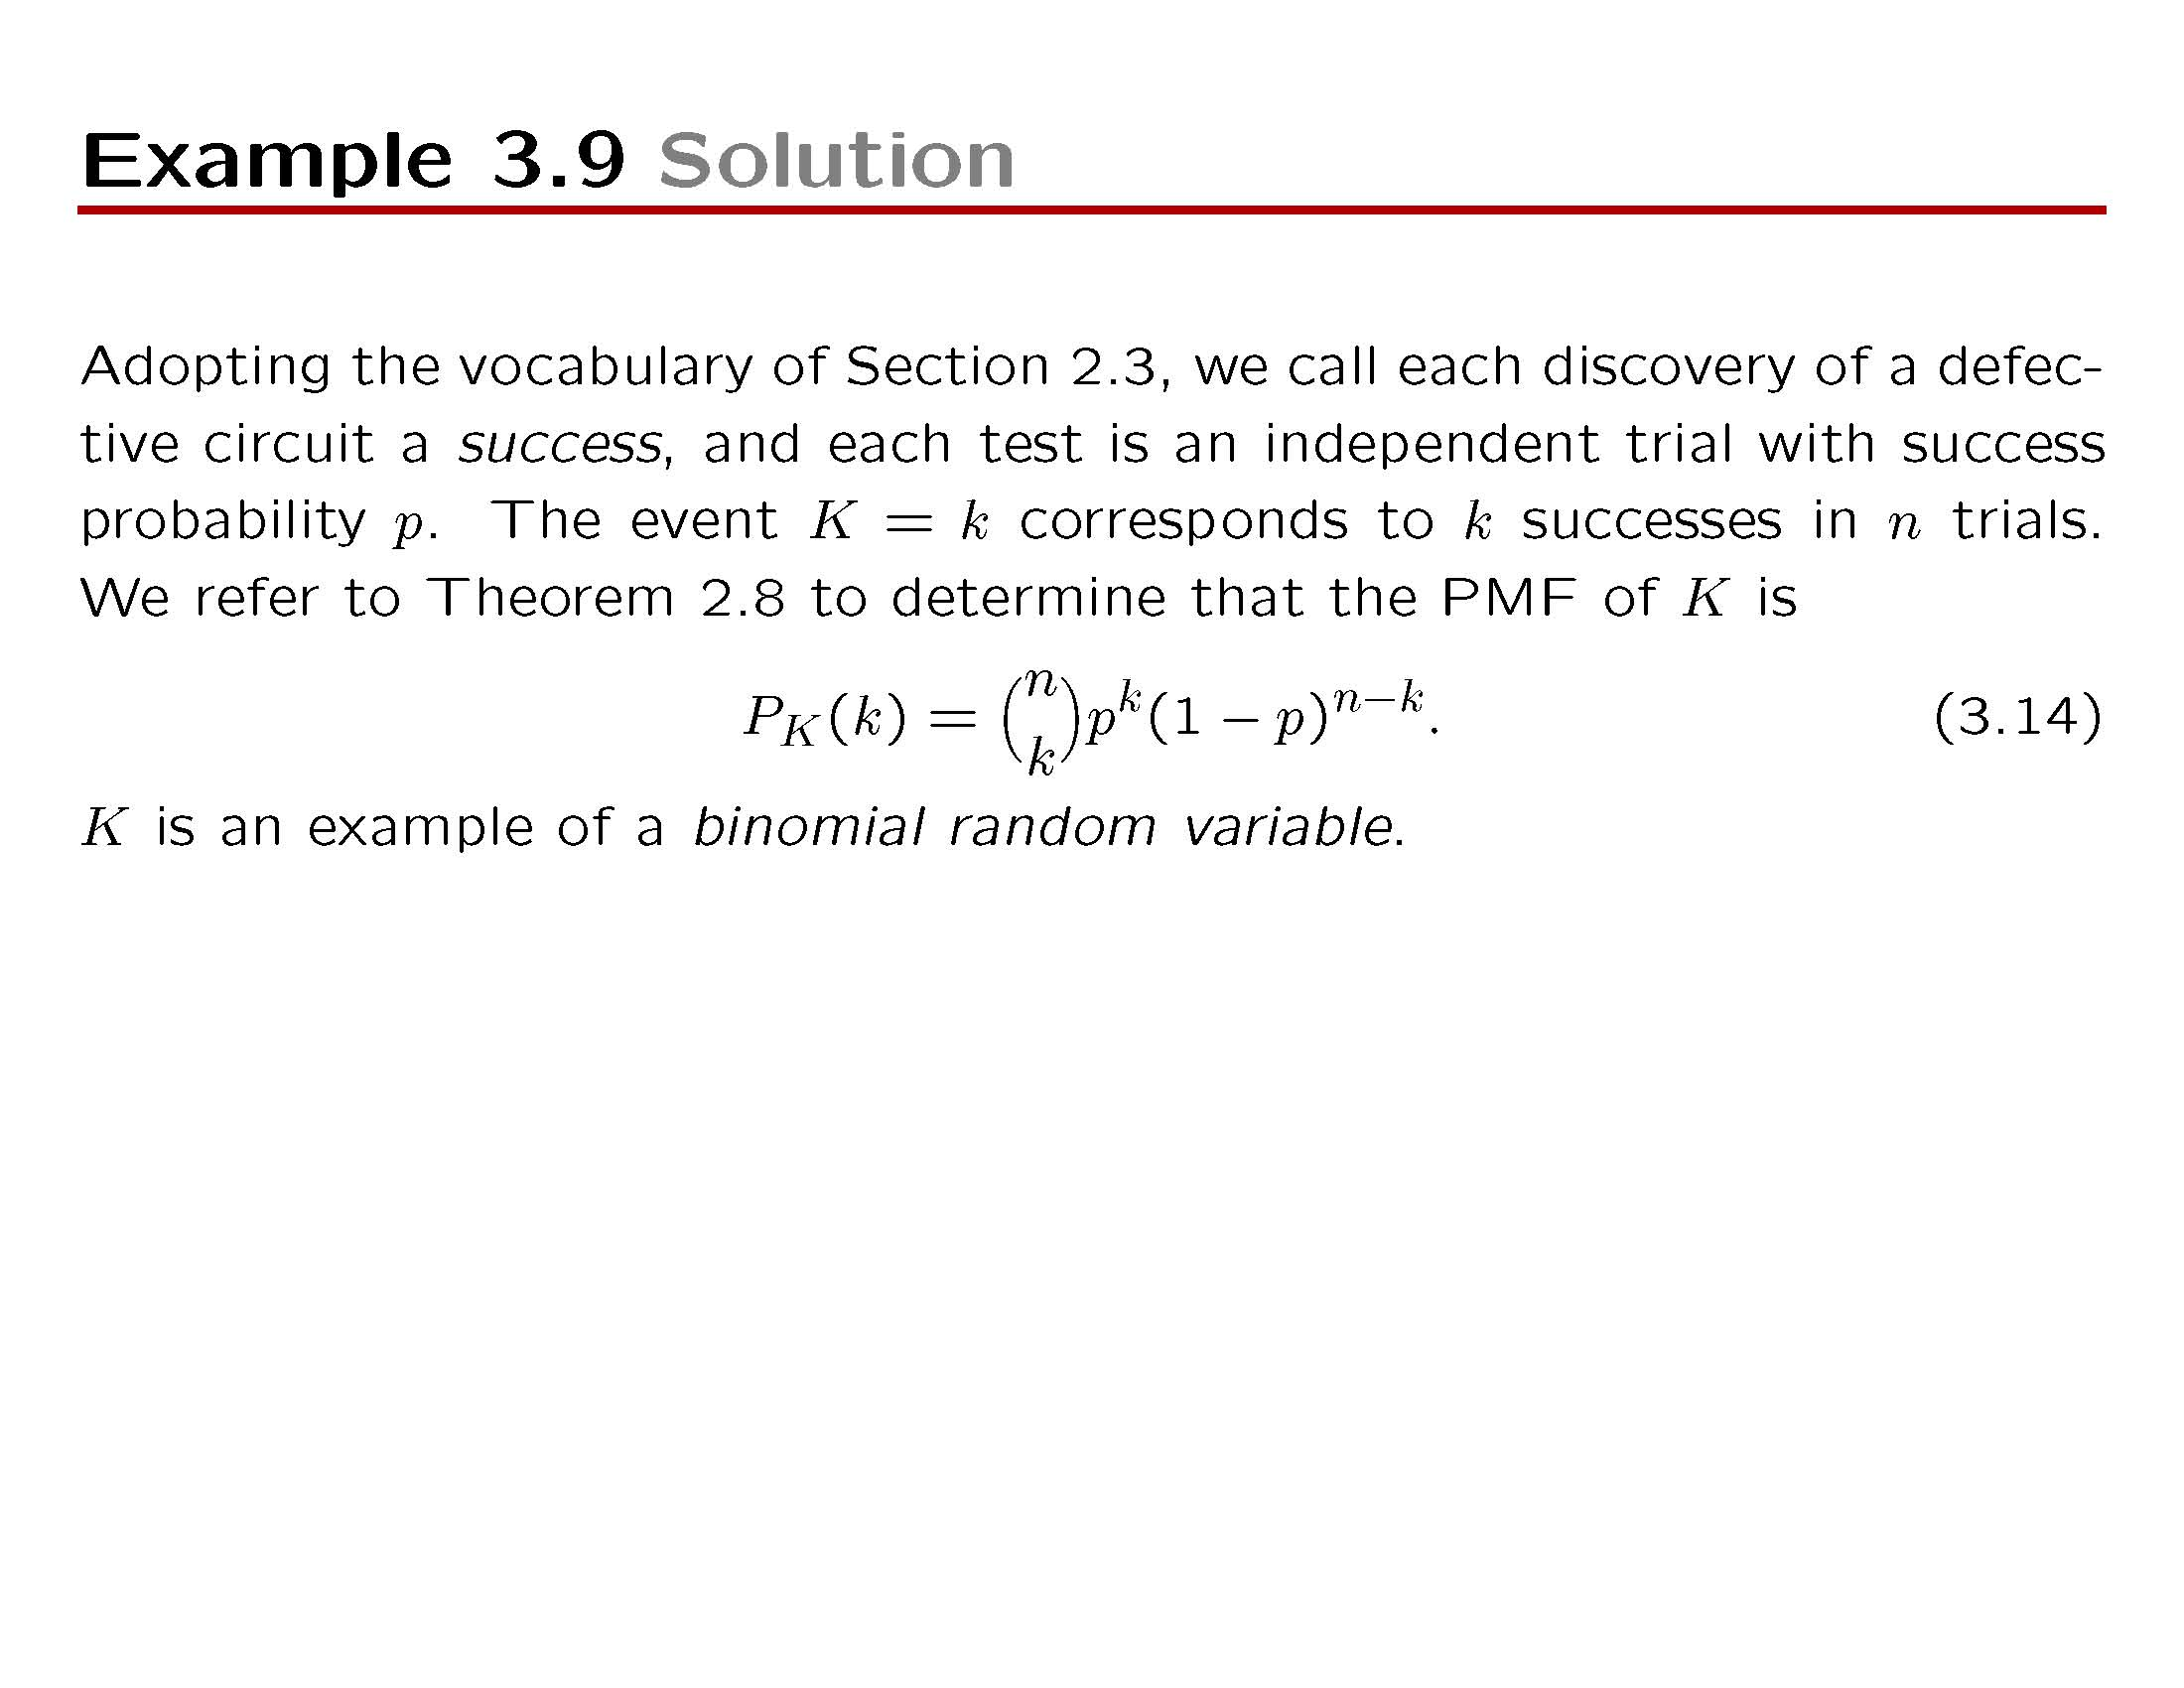 Example 3.9 Solution
Adopting the vocabulary of Section 2.3, we call each discovery of a defec-
tive circuit a success, and each test is an independent trial with success
probability p. The event K = k corresponds to k successes in n trials.
We refer to Theorem 2.8 to determine that the PMF of K is
$P_K(k) = \binom{n}{k} p^k (1 - p)^{n-k}.$ (3.14)
K is an example of a binomial random variable.